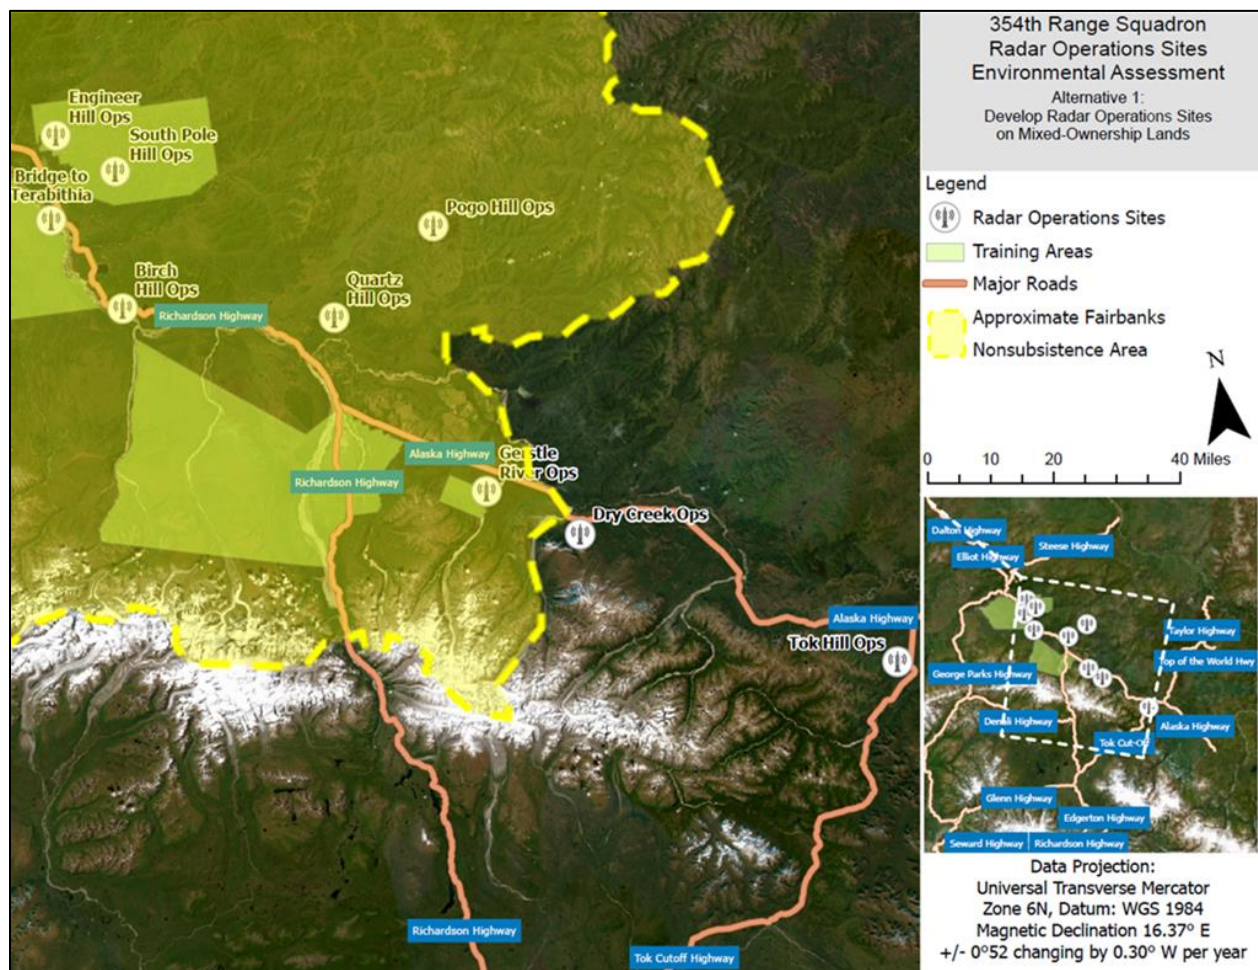 354th Range Squadron
Radar Operations Sites
Environmental Assessment
Alternative 1:
Develop Radar Operations Sites
on Mixed-Ownership Lands
Legend
Radar Operations Sites
Training Areas
Major Roads
Approximate Fairbanks
Nonsubsistence Area
N
0 10 20 40 Miles
Engineer
Hill Ops
South Pole
Hill Ops
Bridge to
Terabithia
Pogo Hill Ops
Birch
Hill Ops
Quartz
Hill Ops
Richardson Highway
Alaska Highway
Gerstle
River Ops
Richardson Highway
Dry Creek Ops
Alaska Highway
Tok Hill Ops
Richardson Highway
Tok Cutoff Highway
Dalton Highway
Steese Highway
Elliot Highway
Taylor Highway
Top of the World Hwy
George Parks Highway
Denali Highway
Alaska Highway
Tok Cut-Off
Glenn Highway
Edgerton Highway
Seward Highway
Richardson Highway
Data Projection:
Universal Transverse Mercator
Zone 6N, Datum: WGS 1984
Magnetic Declination 16.37° E
+/- 0°52 changing by 0.30° W per year